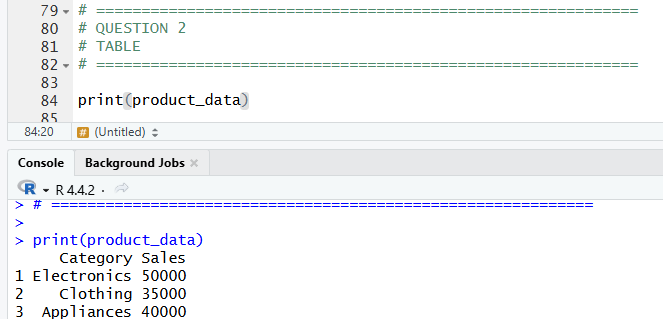 79 # ============================================================
80 # QUESTION 2
81 # TABLE
82 # ============================================================
83
84 print(product_data)
85
84:20 # (Untitled)
Console Background Jobs
R R 4.4.2 ·
> # ============================================================
>
> print(product_data)
     Category Sales
1 Electronics 50000
2    Clothing 35000
3  Appliances 40000